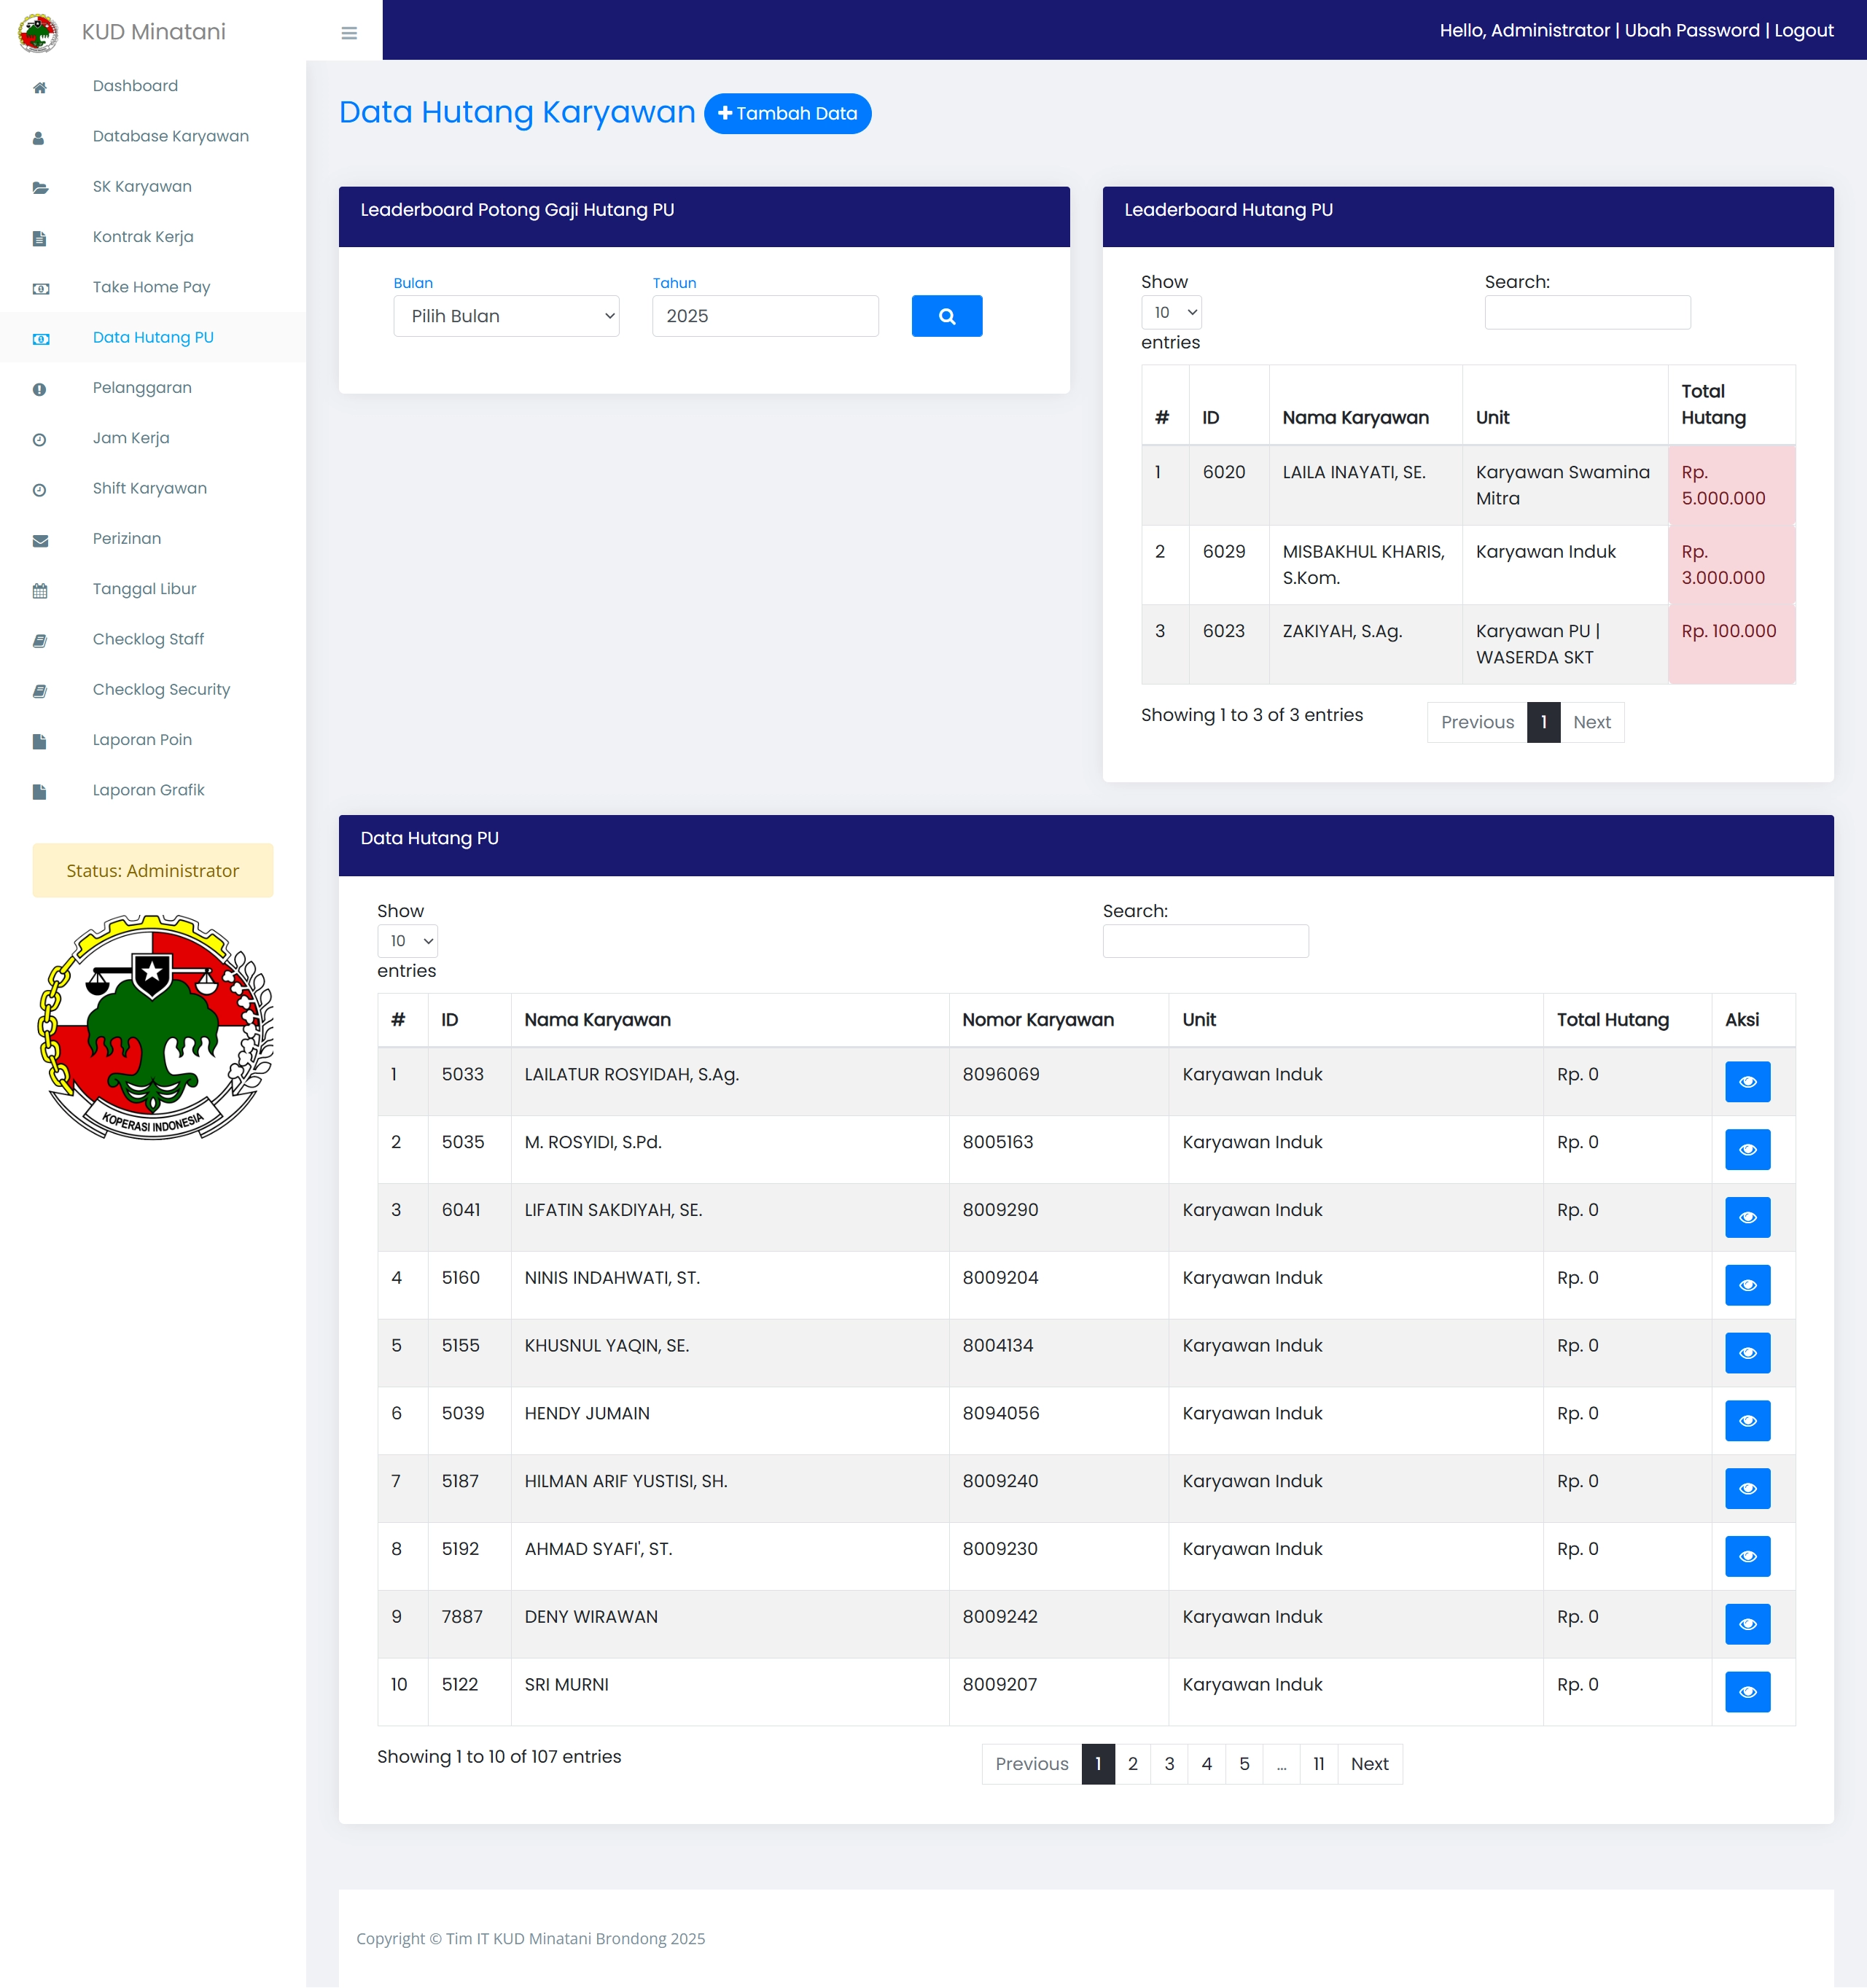 KUD Minatani
Hello, Administrator | Ubah Password | Logout
Dashboard
Database Karyawan
SK Karyawan
Kontrak Kerja
Take Home Pay
Data Hutang PU
Pelanggaran
Jam Kerja
Shift Karyawan
Perizinan
Tanggal Libur
Checklog Staff
Checklog Security
Laporan Poin
Laporan Grafik
Status: Administrator
KOPERASI INDONESIA
Data Hutang Karyawan
Tambah Data
Leaderboard Potong Gaji Hutang PU
Bulan Tahun
Pilih Bulan 2025
Leaderboard Hutang PU
Show Search:
10
entries
# ID Nama Karyawan Unit Total Hutang
1 6020 LAILA INAYATI, SE. Karyawan Swamina Mitra Rp. 5.000.000
2 6029 MISBAKHUL KHARIS, S.Kom. Karyawan Induk Rp. 3.000.000
3 6023 ZAKIYAH, S.Ag. Karyawan PU | WASERDA SKT Rp. 100.000
Showing 1 to 3 of 3 entries Previous 1 Next
Data Hutang PU
Show Search:
10
entries
# ID Nama Karyawan Nomor Karyawan Unit Total Hutang Aksi
1 5033 LAILATUR ROSYIDAH, S.Ag. 8096069 Karyawan Induk Rp. 0
2 5035 M. ROSYIDI, S.Pd. 8005163 Karyawan Induk Rp. 0
3 6041 LIFATIN SAKDIYAH, SE. 8009290 Karyawan Induk Rp. 0
4 5160 NINIS INDAHWATI, ST. 8009204 Karyawan Induk Rp. 0
5 5155 KHUSNUL YAQIN, SE. 8004134 Karyawan Induk Rp. 0
6 5039 HENDY JUMAIN 8094056 Karyawan Induk Rp. 0
7 5187 HILMAN ARIF YUSTISI, SH. 8009240 Karyawan Induk Rp. 0
8 5192 AHMAD SYAFI', ST. 8009230 Karyawan Induk Rp. 0
9 7887 DENY WIRAWAN 8009242 Karyawan Induk Rp. 0
10 5122 SRI MURNI 8009207 Karyawan Induk Rp. 0
Showing 1 to 10 of 107 entries Previous 1 2 3 4 5 ... 11 Next
Copyright © Tim IT KUD Minatani Brondong 2025